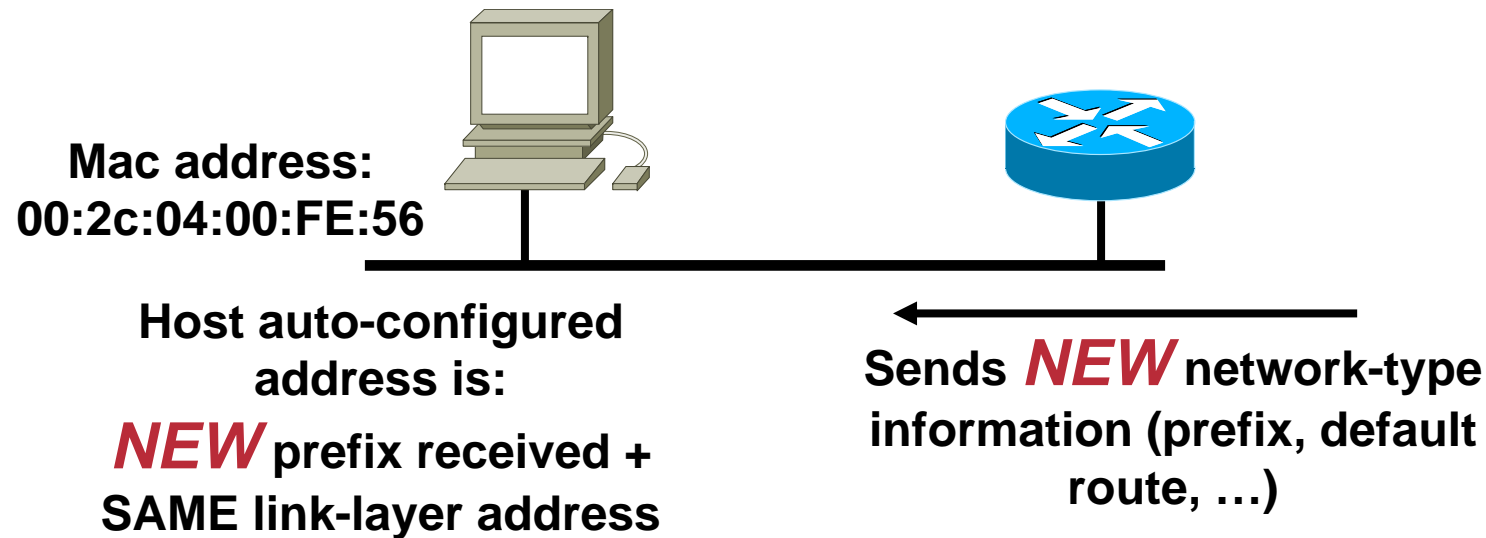 Mac address:
00:2c:04:00:FE:56
Host auto-configured
address is:
NEW prefix received +
SAME link-layer address
Sends NEW network-type
information (prefix, default
route, …)